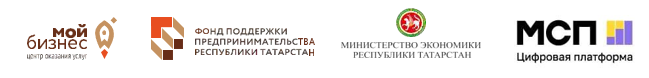 мой
бизнес
центр оказания услуг
ФОНД ПОДДЕРЖКИ
ПРЕДПРИНИМАТЕЛЬСТВА
РЕСПУБЛИКИ ТАТАРСТАН
МИНИСТЕРСТВО ЭКОНОМИКИ
РЕСПУБЛИКИ ТАТАРСТАН
МСП
Цифровая платформа